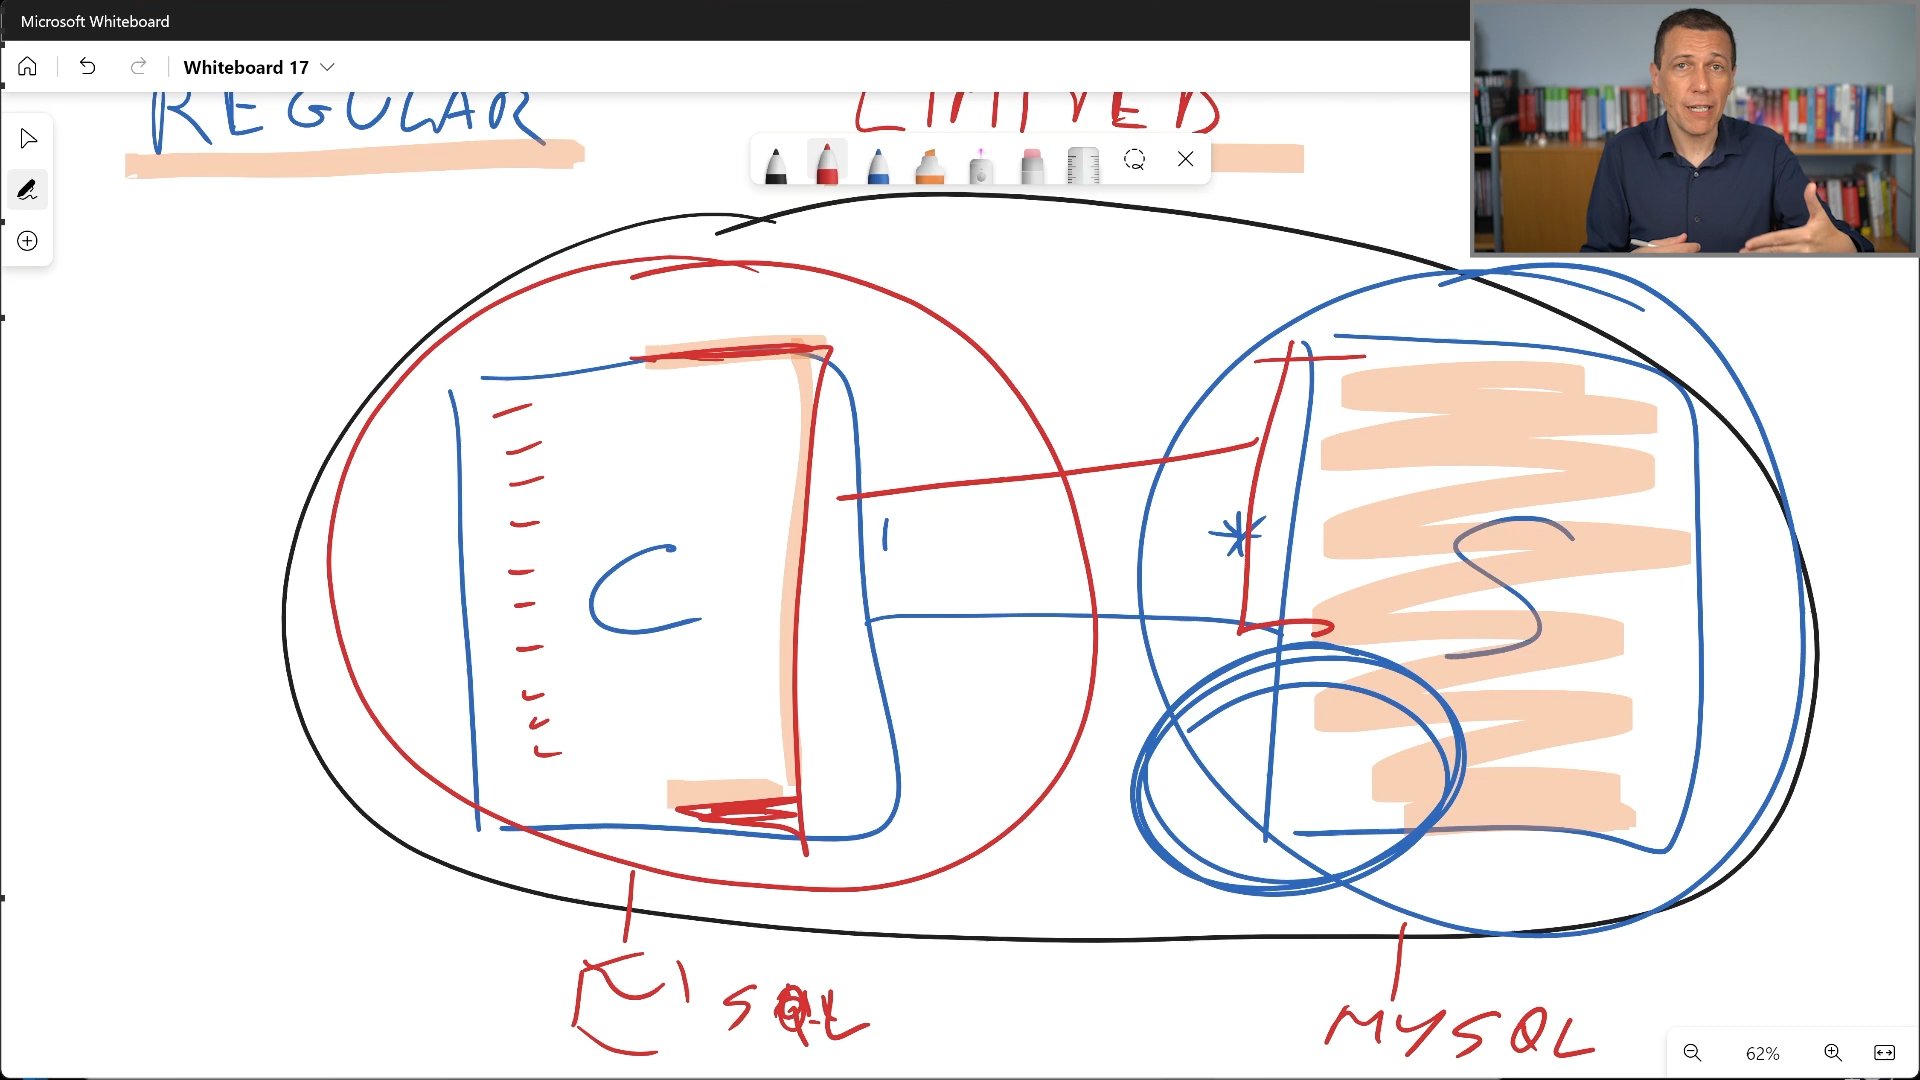 Microsoft Whiteboard
Whiteboard 17
REGULAR
LIMITED
C
1
*
S
SQL
MYSQL
62%